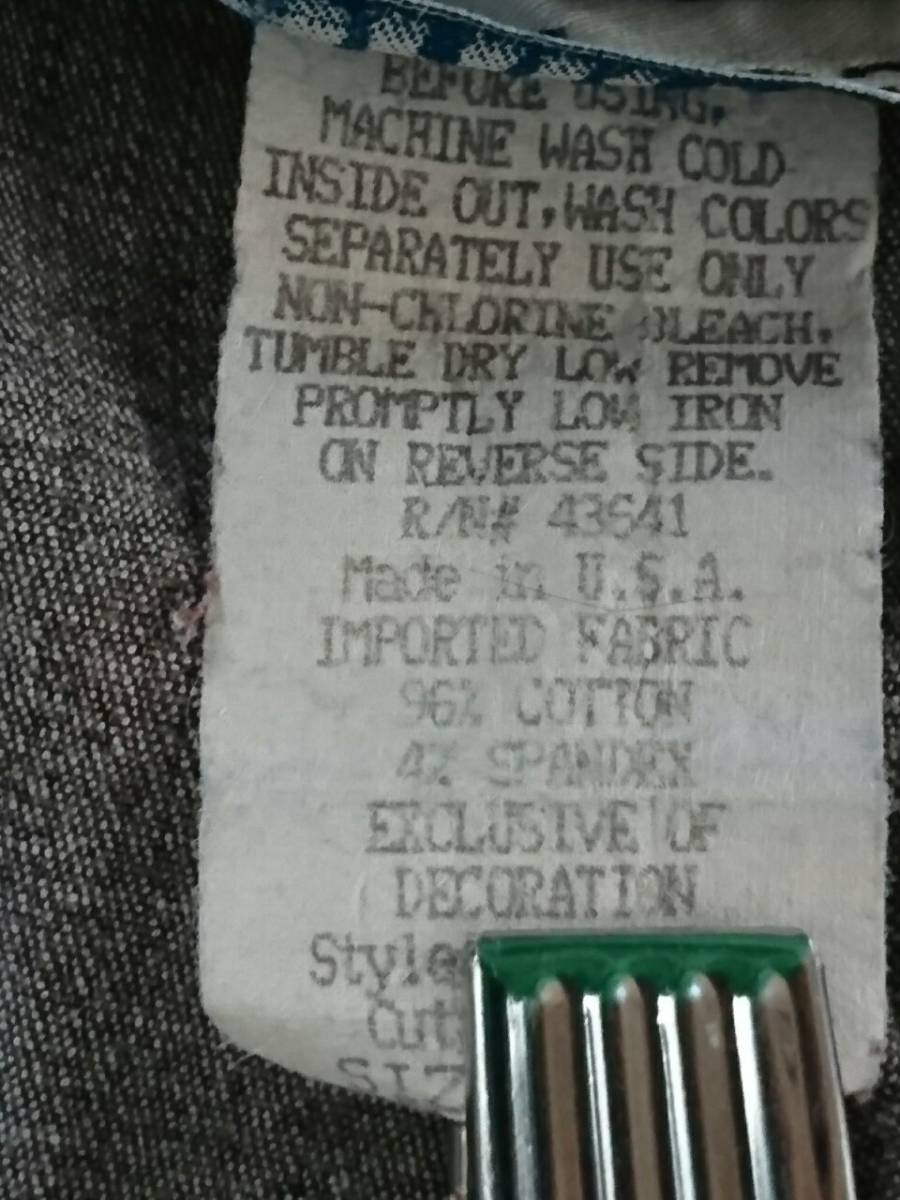 BEFORE USING.
MACHINE WASH COLD
INSIDE OUT, WASH COLORS
SEPARATELY USE ONLY
NON-CHLORINE BLEACH.
TUMBLE DRY LOW REMOVE
PROMPTLY LOW IRON
ON REVERSE SIDE.
R/N# 43641
Made in U.S.A.
IMPORTED FABRIC
96% COTTON
4% SPANDEX
EXCLUSIVE OF
DECORATION
Style
Cut
SIZ